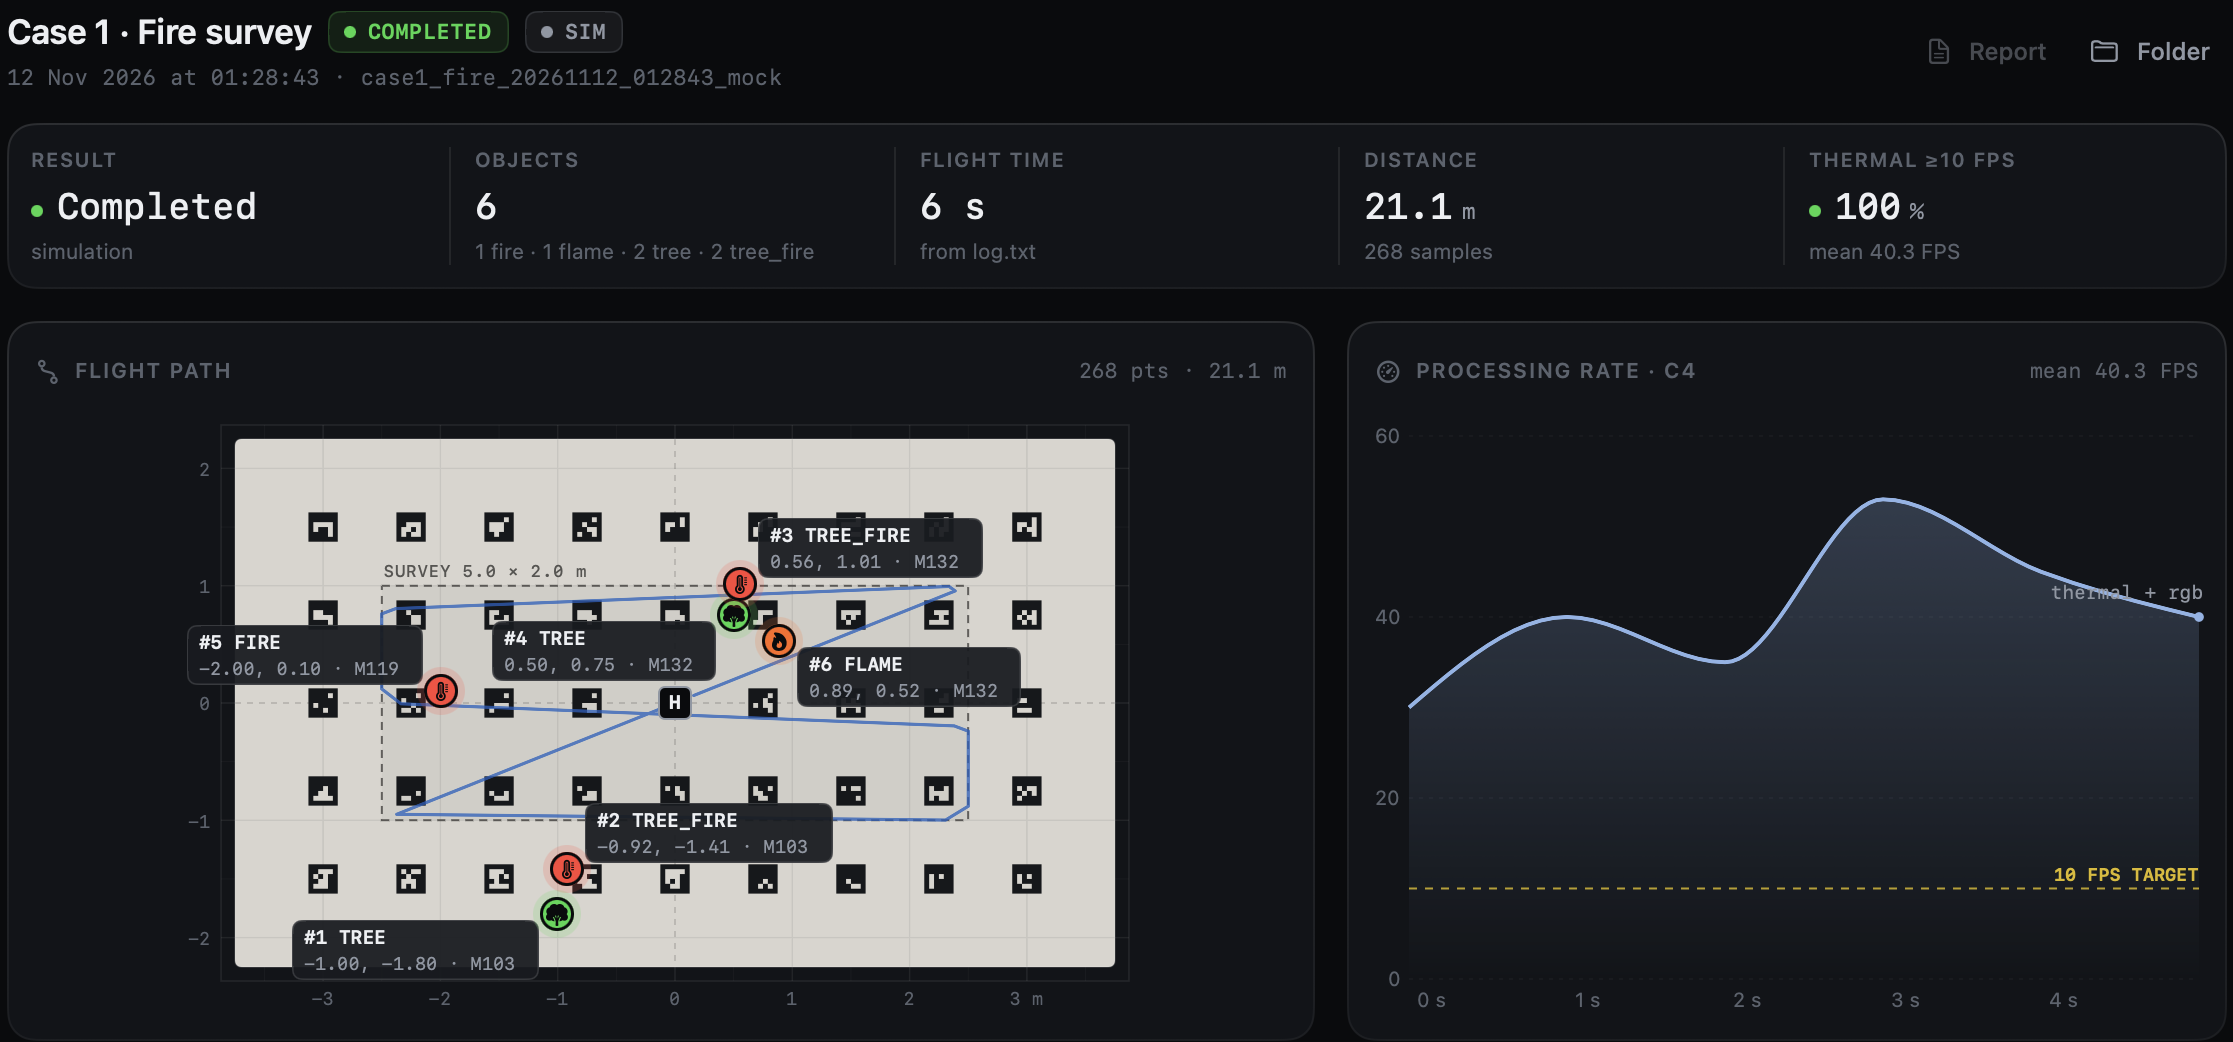 Case 1 · Fire survey
COMPLETED
SIM
Report
Folder
12 Nov 2026 at 01:28:43 · case1_fire_20261112_012843_mock
RESULT
Completed
simulation
OBJECTS
6
1 fire · 1 flame · 2 tree · 2 tree_fire
FLIGHT TIME
6 s
from log.txt
DISTANCE
21.1 m
268 samples
THERMAL ≥10 FPS
100 %
mean 40.3 FPS
FLIGHT PATH
268 pts · 21.1 m
2
1
0
−1
−2
SURVEY 5.0 × 2.0 m
#3 TREE_FIRE
0.56, 1.01 · M132
#5 FIRE
−2.00, 0.10 · M119
#4 TREE
0.50, 0.75 · M132
#6 FLAME
0.89, 0.52 · M132
H
#2 TREE_FIRE
−0.92, −1.41 · M103
#1 TREE
−1.00, −1.80 · M103
−3
−2
−1
0
1
2
3 m
PROCESSING RATE · C4
mean 40.3 FPS
60
40
20
0
thermal + rgb
10 FPS TARGET
0 s
1 s
2 s
3 s
4 s